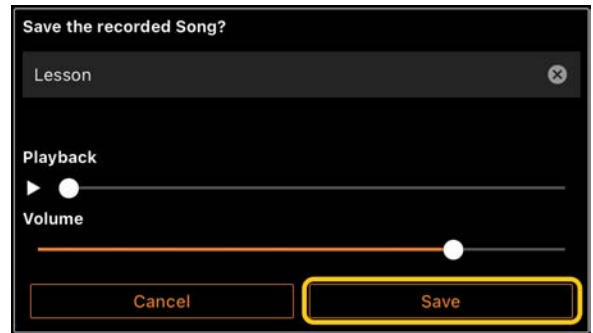 Save the recorded Song?
Lesson
Playback
Volume
Cancel
Save